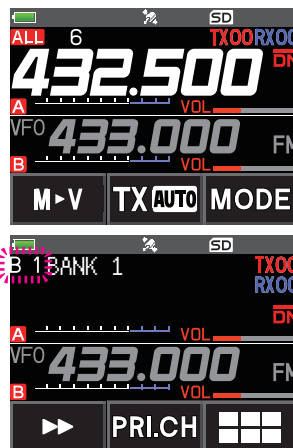 SD
ALL 6 TX00 RX00
432.500 DN
A VOL
VFO 433.000 FM
B VOL
M▸V TX AUTO MODE
SD
B 1 BANK 1 TX00
RX00
DN
A VOL
VFO 433.000 FM
B VOL
▸▸ PRI.CH